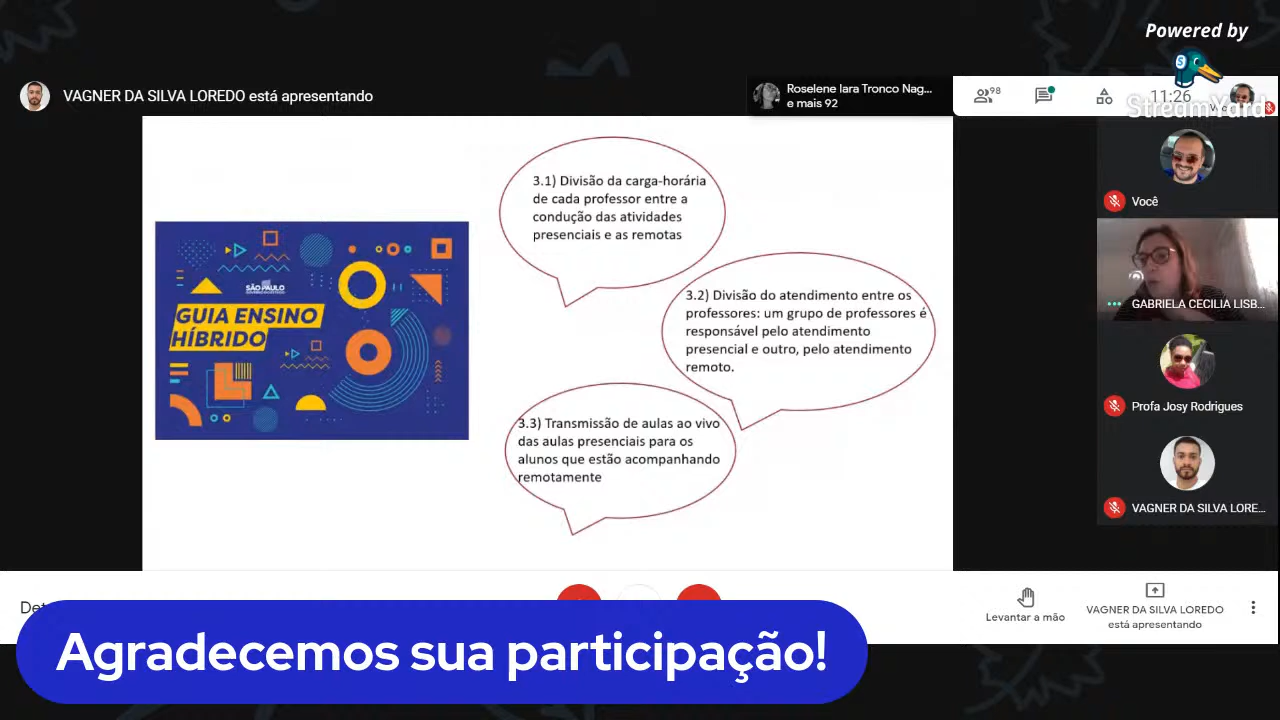 Powered by
StreamYard
VAGNER DA SILVA LOREDO está apresentando
Roselene Iara Tronco Nag...
e mais 92
98
11:26
Você
GABRIELA CECILIA LISB...
Profa Josy Rodrigues
VAGNER DA SILVA LORE...
3.1) Divisão da carga-horária
de cada professor entre a
condução das atividades
presenciais e as remotas
3.2) Divisão do atendimento entre os
professores: um grupo de professores é
responsável pelo atendimento
presencial e outro, pelo atendimento
remoto.
3.3) Transmissão de aulas ao vivo
das aulas presenciais para os
alunos que estão acompanhando
remotamente
SÃO PAULO
GUIA ENSINO
HÍBRIDO
Levantar a mão
VAGNER DA SILVA LOREDO
está apresentando
Agradecemos sua participação!